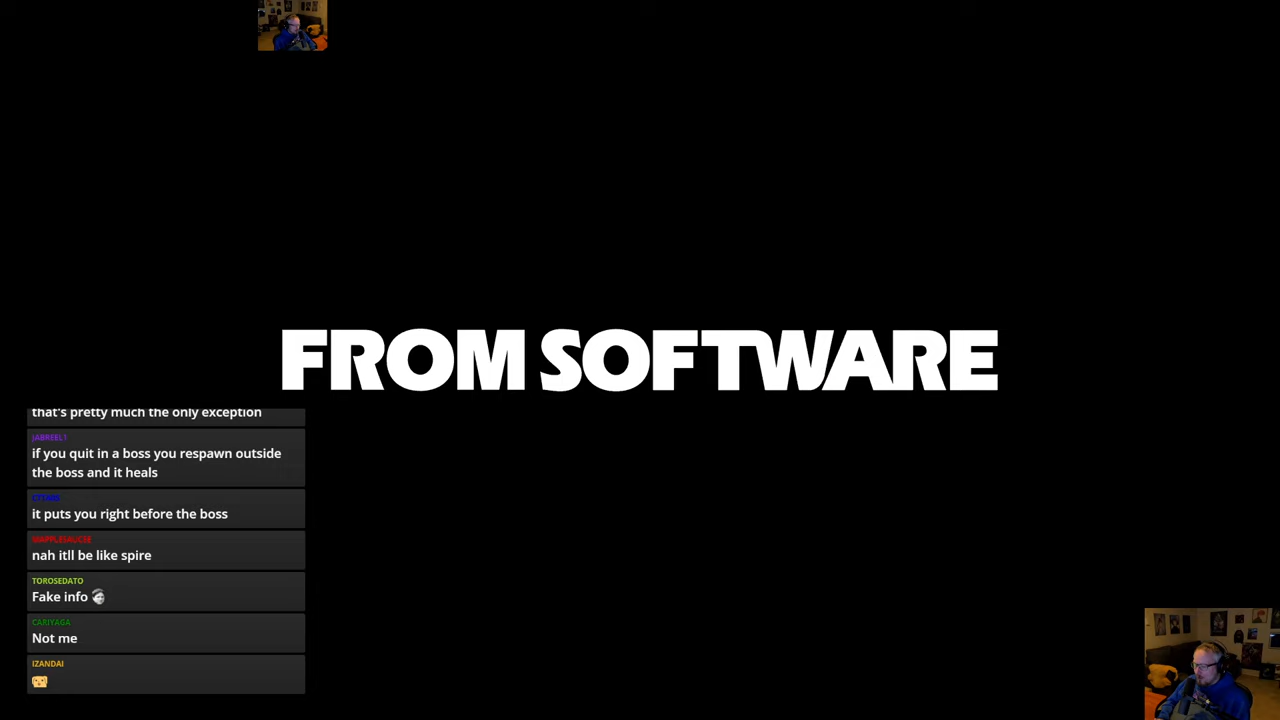 FROM SOFTWARE
that's pretty much the only exception
JABREEL1
if you quit in a boss you respawn outside
the boss and it heals
it puts you right before the boss
MAPPLESAUC3E
nah itll be like spire
TOROSEDATO
Fake info
CARIYAGA
Not me
IZANDAI